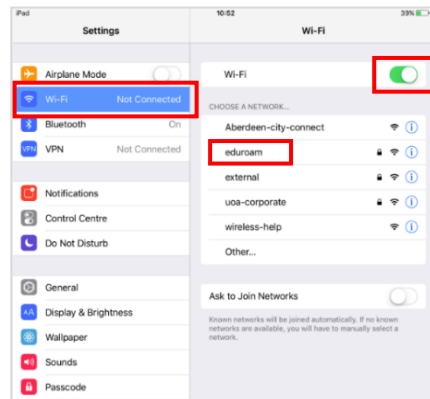 iPad 10:52 39%
Settings Wi-Fi
Airplane Mode
Wi-Fi Not Connected
Bluetooth On
VPN VPN Not Connected
Notifications
Control Centre
Do Not Disturb
General
AA Display & Brightness
Wallpaper
Sounds
Passcode
Wi-Fi
CHOOSE A NETWORK...
Aberdeen-city-connect
eduroam
external
uoa-corporate
wireless-help
Other...
Ask to Join Networks
Known networks will be joined automatically. If no known
networks are available, you will have to manually select a
network.